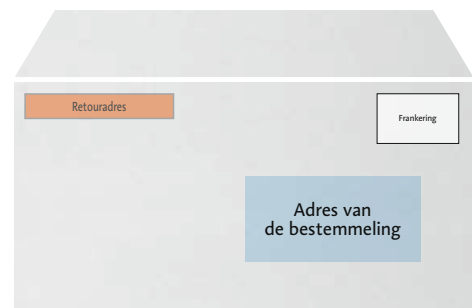 Retouradres
Frankering
Adres van
de bestemmeling